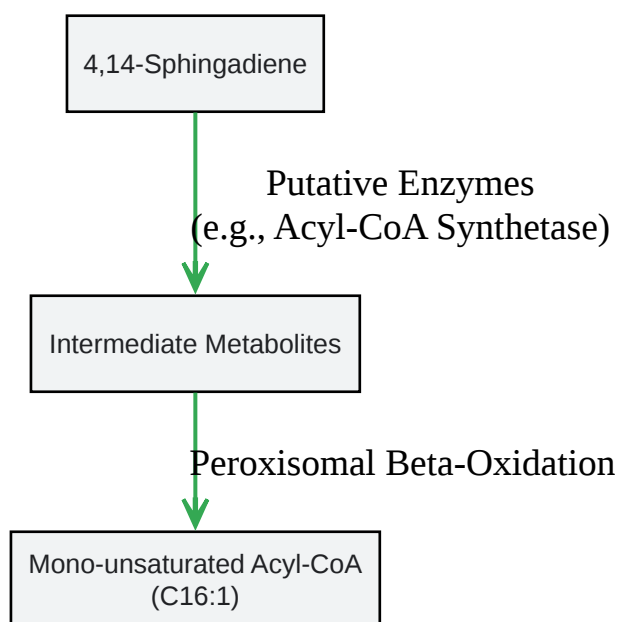 4,14-Sphingadiene
Putative Enzymes
(e.g., Acyl-CoA Synthetase)
Intermediate Metabolites
Peroxisomal Beta-Oxidation
Mono-unsaturated Acyl-CoA
(C16:1)